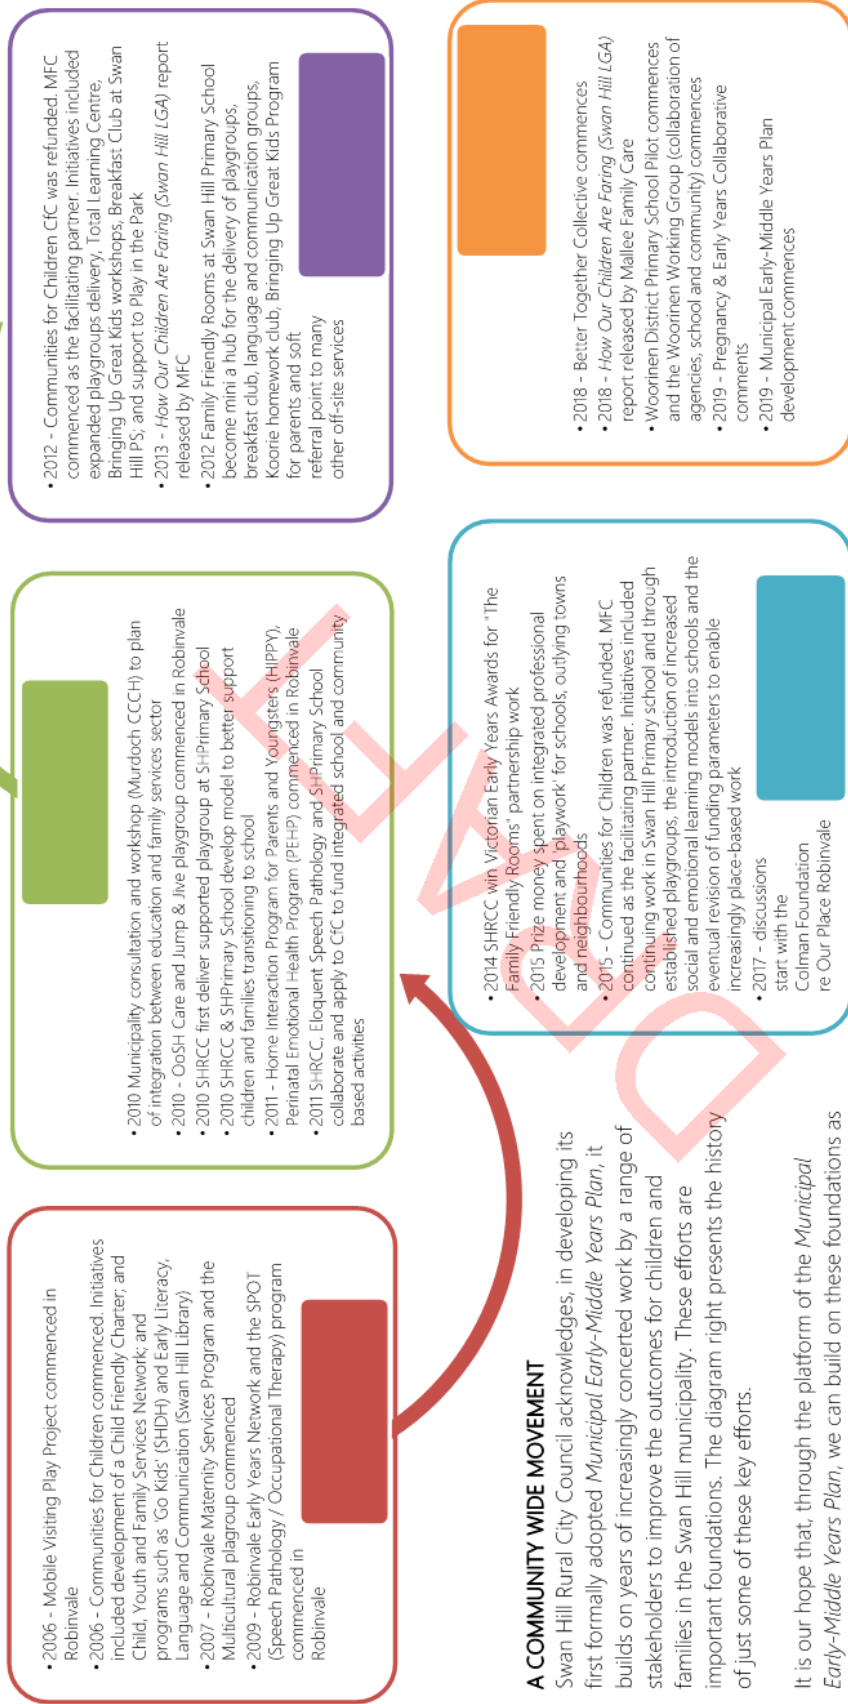 • 2006 - Mobile Visiting Play Project commenced in
Robinvale
• 2006 - Communities for Children commenced. Initiatives
included development of a Child Friendly Charter; and
Child, Youth and Family Services Network; and
programs such as 'Go Kids' (SHDH) and Early Literacy,
Language and Communication (Swan Hill Library)
• 2007 - Robinvale Maternity Services Program and the
Multicultural plagroup commenced
• 2009 - Robinvale Early Years Network and the SPOT
(Speech Pathology / Occupational Therapy) program
commenced in
Robinvale
• 2010 Municipality consultation and workshop (Murdoch CCCH) to plan
of integration between education and family services sector
• 2010 - OoSH Care and Jump & Jive playgroup commenced in Robinvale
• 2010 SHRCC first deliver supported playgroup at SHPrimary School
• 2010 SHRCC & SHPrimary School develop model to better support
children and families transitioning to school
• 2011 - Home Interaction Program for Parents and Youngsters (HIPPY),
Perinatal Emotional Health Program (PEHP) commenced in Robinvale
• 2011 SHRCC, Eloquent Speech Pathology and SHPrimary School
collaborate and apply to CfC to fund integrated school and community
based activities
• 2012 - Communities for Children CfC was refunded. MFC
commenced as the facilitating partner. Initiatives included
expanded playgroups delivery, Total Learning Centre,
Bringing Up Great Kids workshops, Breakfast Club at Swan
Hill PS; and support to Play in the Park
• 2013 - How Our Children Are Faring (Swan Hill LGA) report
released by MFC
• 2012 Family Friendly Rooms at Swan Hill Primary School
become mini a hub for the delivery of playgroups,
breakfast club, language and communication groups,
Koorie homework club, Bringing Up Great Kids Program
for parents and soft
referral point to many
other off-site services
A COMMUNITY WIDE MOVEMENT
Swan Hill Rural City Council acknowledges, in developing its
first formally adopted Municipal Early-Middle Years Plan, it
builds on years of increasingly concerted work by a range of
stakeholders to improve the outcomes for children and
families in the Swan Hill municipality. These efforts are
important foundations. The diagram right presents the history
of just some of these key efforts.
It is our hope that, through the platform of the Municipal
Early-Middle Years Plan, we can build on these foundations as
• 2014 SHRCC win Victorian Early Years Awards for "The
Family Friendly Rooms" partnership work
• 2015 Prize money spent on integrated professional
development and 'playwork' for schools, outlying towns
and neighbourhoods
• 2015 - Communities for Children was refunded. MFC
continued as the facilitating partner. Initiatives included
continuing work in Swan Hill Primary school and through
established playgroups, the introduction of increased
social and emotional learning models into schools and the
eventual revision of funding parameters to enable
increasingly place-based work
• 2017 - discussions
start with the
Colman Foundation
re Our Place Robinvale
• 2018 - Better Together Collective commences
• 2018 - How Our Children Are Faring (Swan Hill LGA)
report released by Mallee Family Care
• Woorinen District Primary School Pilot commences
and the Woorinen Working Group (collaboration of
agencies, school and community) commences
• 2019 - Pregnancy & Early Years Collaborative
comments
• 2019 - Municipal Early-Middle Years Plan
development commences
DRAFT